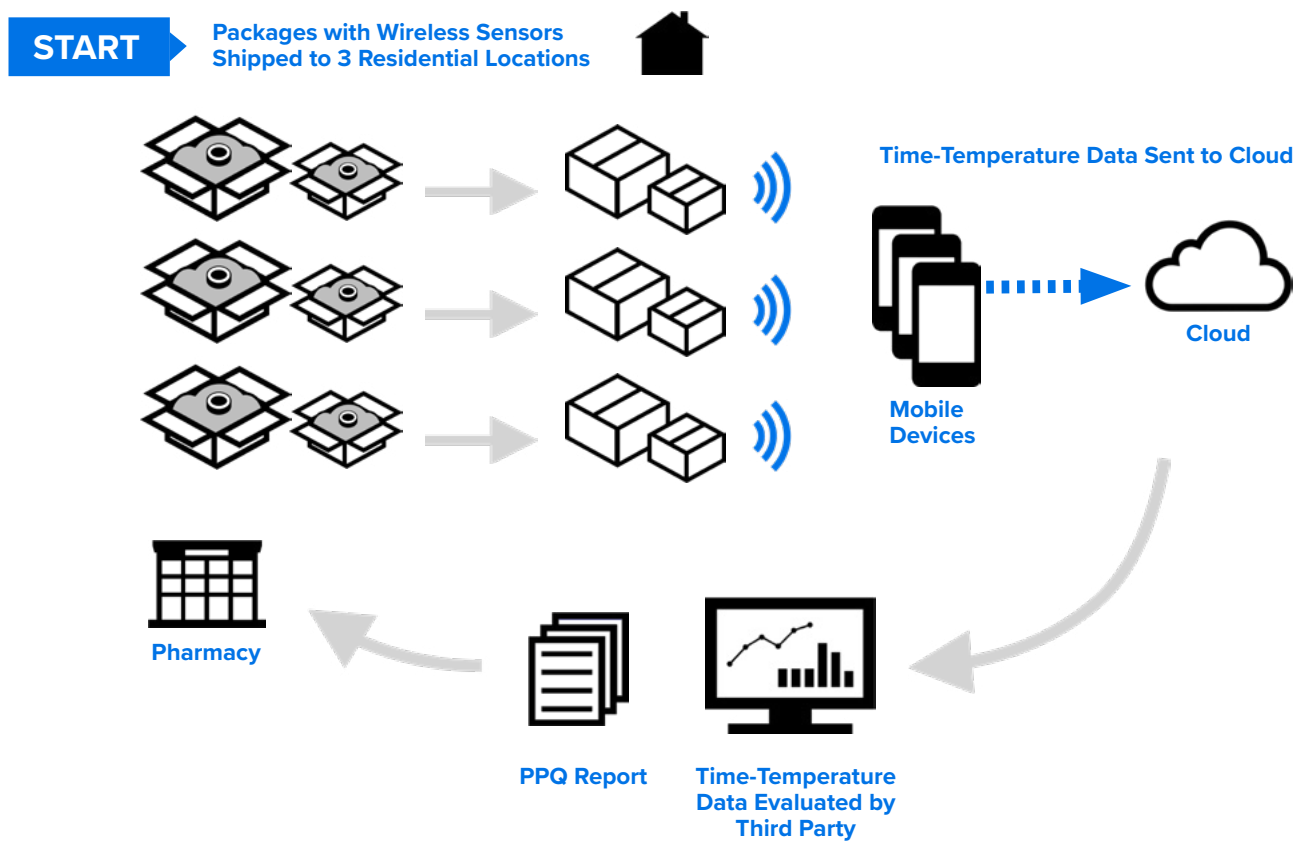 START
Packages with Wireless Sensors
Shipped to 3 Residential Locations
Time-Temperature Data Sent to Cloud
Cloud
Mobile
Devices
Pharmacy
PPQ Report
Time-Temperature
Data Evaluated by
Third Party